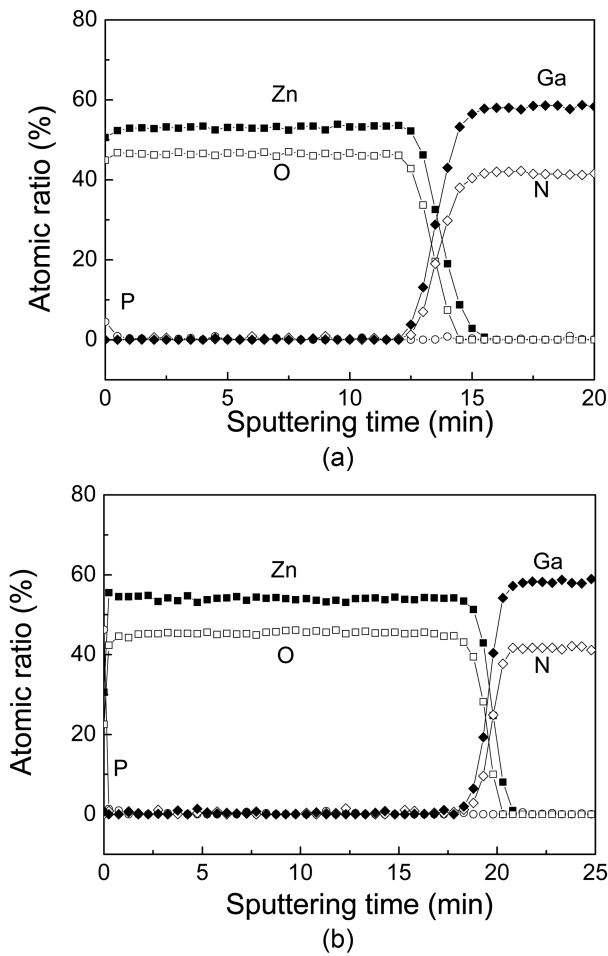 80
60
40
20
0
Atomic ratio (%)
Zn
Ga
O
N
P
0 5 10 15 20
Sputtering time (min)
(a)
80
60
40
20
0
Atomic ratio (%)
Zn
Ga
O
N
P
0 5 10 15 20 25
Sputtering time (min)
(b)